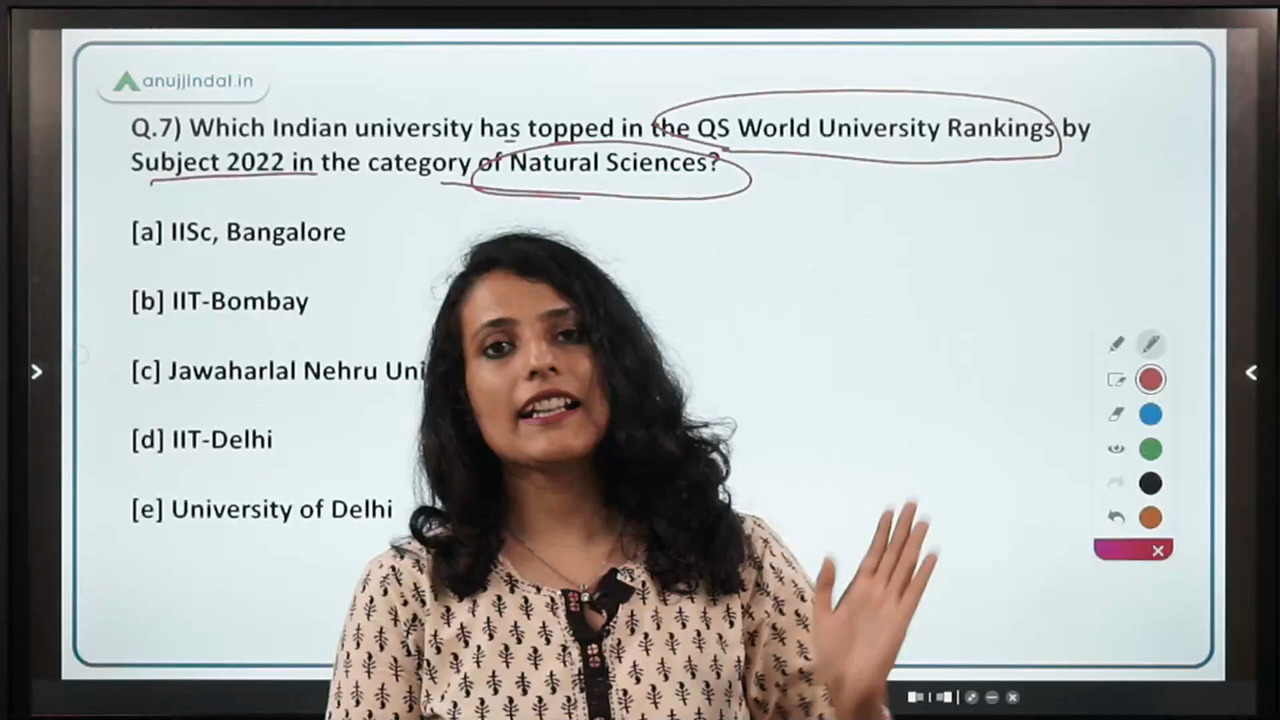 anujjindal.in
Q.7) Which Indian university has topped in the QS World University Rankings by
Subject 2022 in the category of Natural Sciences?
[a] IISc, Bangalore
[b] IIT-Bombay
[c] Jawaharlal Nehru Uni
[d] IIT-Delhi
[e] University of Delhi